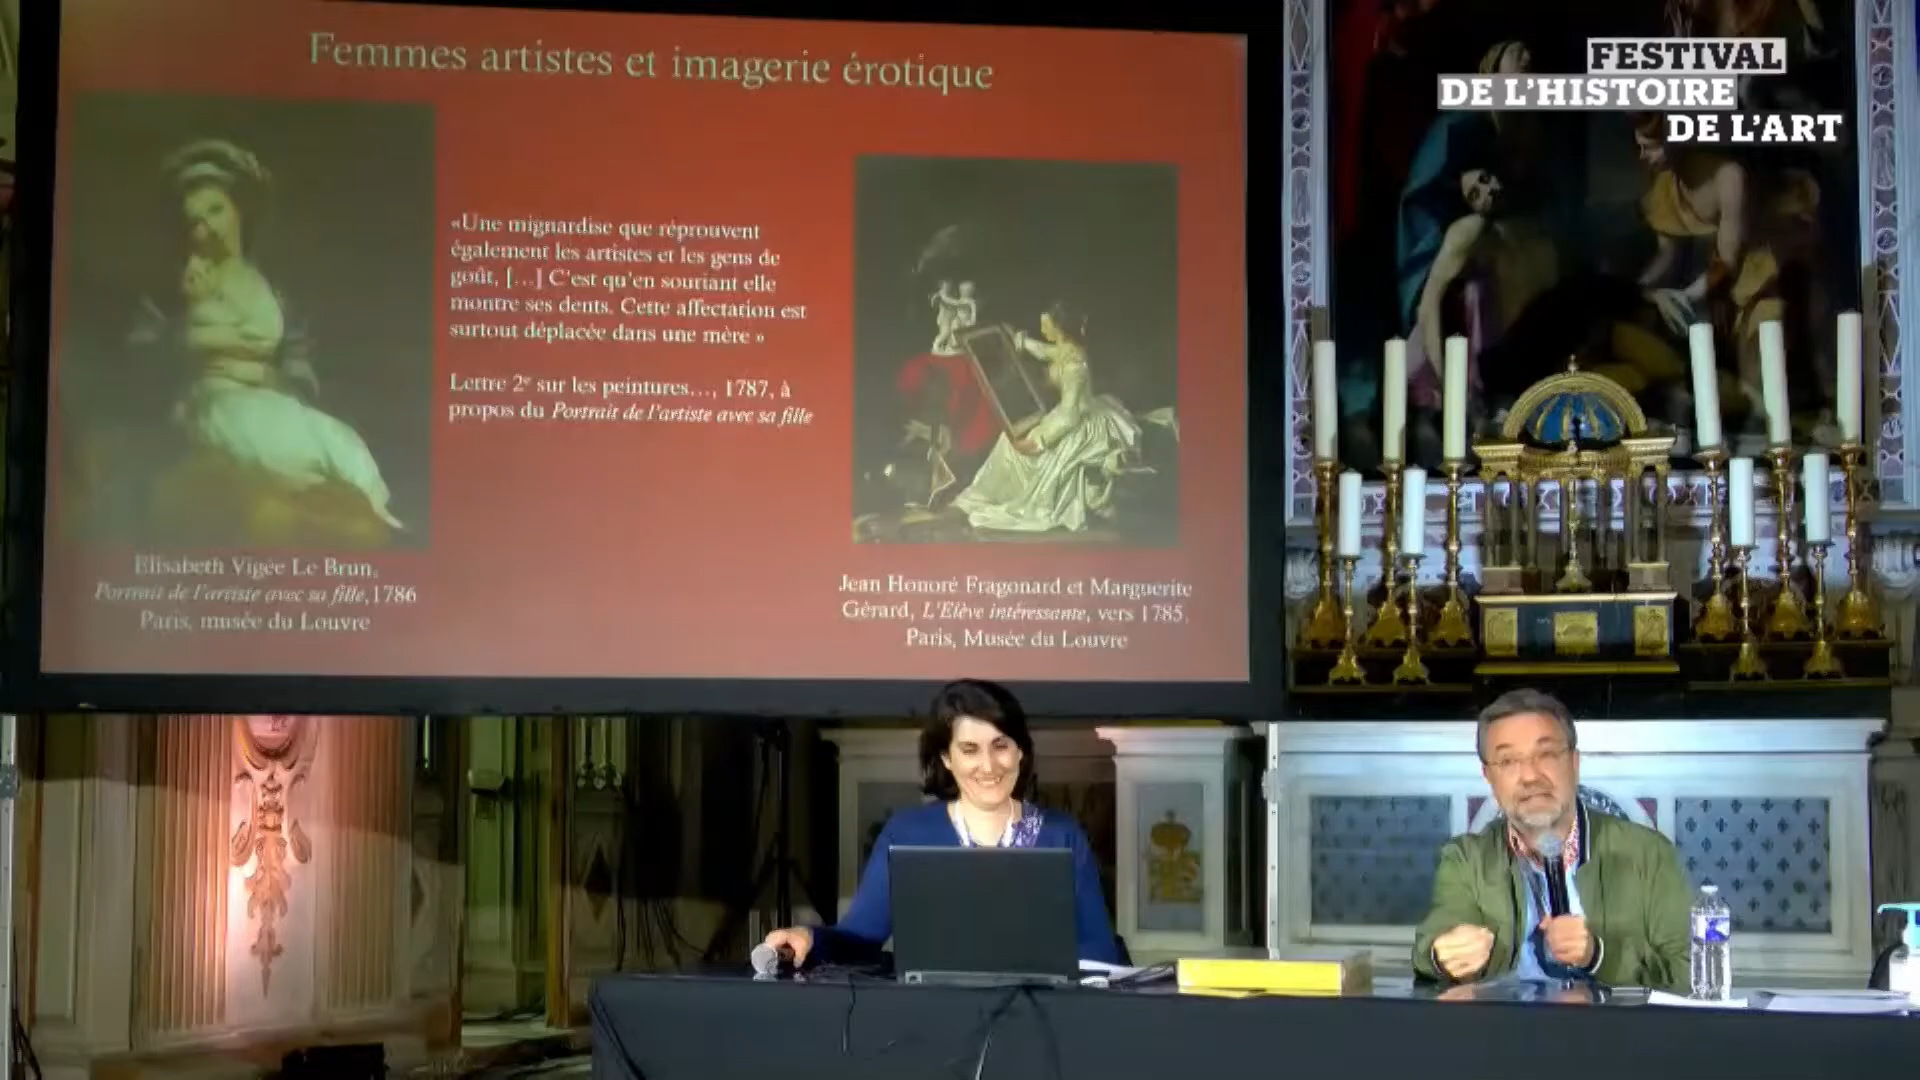 Femmes artistes et imagerie érotique
FESTIVAL
DE L'HISTOIRE
DE L'ART
«Une mignardise que réprouvent
également les artistes et les gens de
goût, […] C'est qu'en souriant elle
montre ses dents. Cette affectation est
surtout déplacée dans une mère »
Lettre 2e sur les peintures…, 1787, à
propos du Portrait de l'artiste avec sa fille
Elisabeth Vigée Le Brun,
Portrait de l'artiste avec sa fille,1786
Paris, musée du Louvre
Jean Honoré Fragonard et Marguerite
Gérard, L'Elève intéressante, vers 1785,
Paris, Musée du Louvre